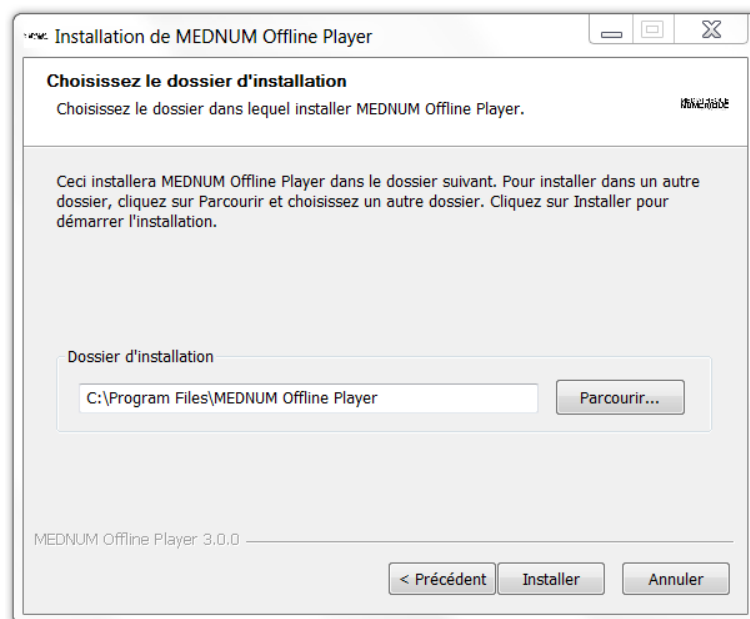 Installation de MEDNUM Offline Player
Choisissez le dossier d'installation
Choisissez le dossier dans lequel installer MEDNUM Offline Player.
Ceci installera MEDNUM Offline Player dans le dossier suivant. Pour installer dans un autre
dossier, cliquez sur Parcourir et choisissez un autre dossier. Cliquez sur Installer pour
démarrer l'installation.
Dossier d'installation
C:\Program Files\MEDNUM Offline Player
Parcourir...
MEDNUM Offline Player 3.0.0
< Précédent
Installer
Annuler